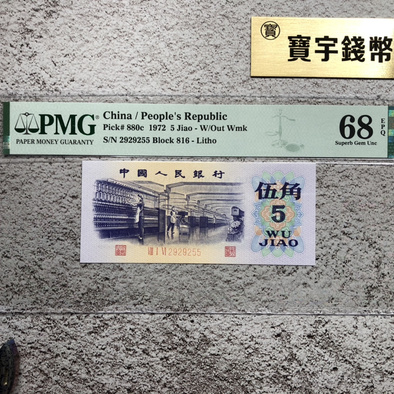 寶
寶宇錢幣
PMG
PAPER MONEY GUARANTY
China / People's Republic
Pick# 880c 1972 5 Jiao - W/Out Wmk
S/N 2929255 Block 816 - Litho
68
EPQ
Superb Gem Unc
中國人民銀行
伍角
5
WU
JIAO
2929255